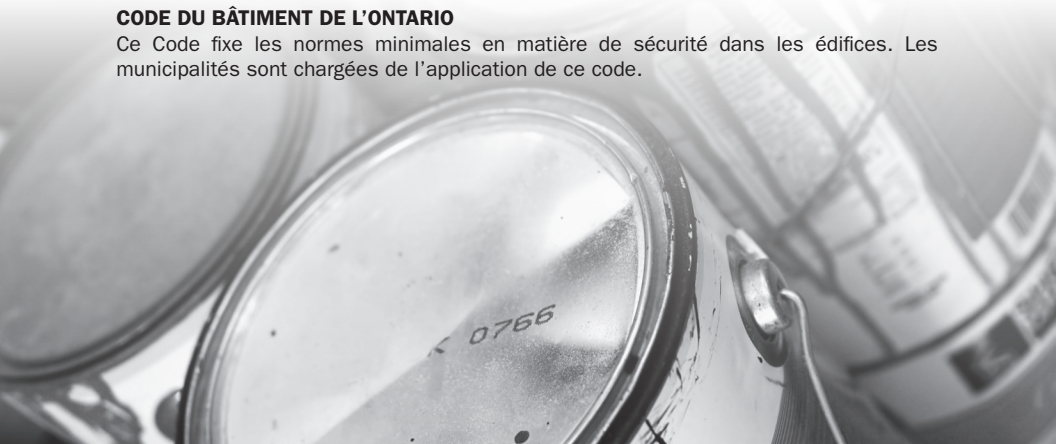 CODE DU BÂTIMENT DE L’ONTARIO
Ce Code fixe les normes minimales en matière de sécurité dans les édifices. Les
municipalités sont chargées de l’application de ce code.
0766